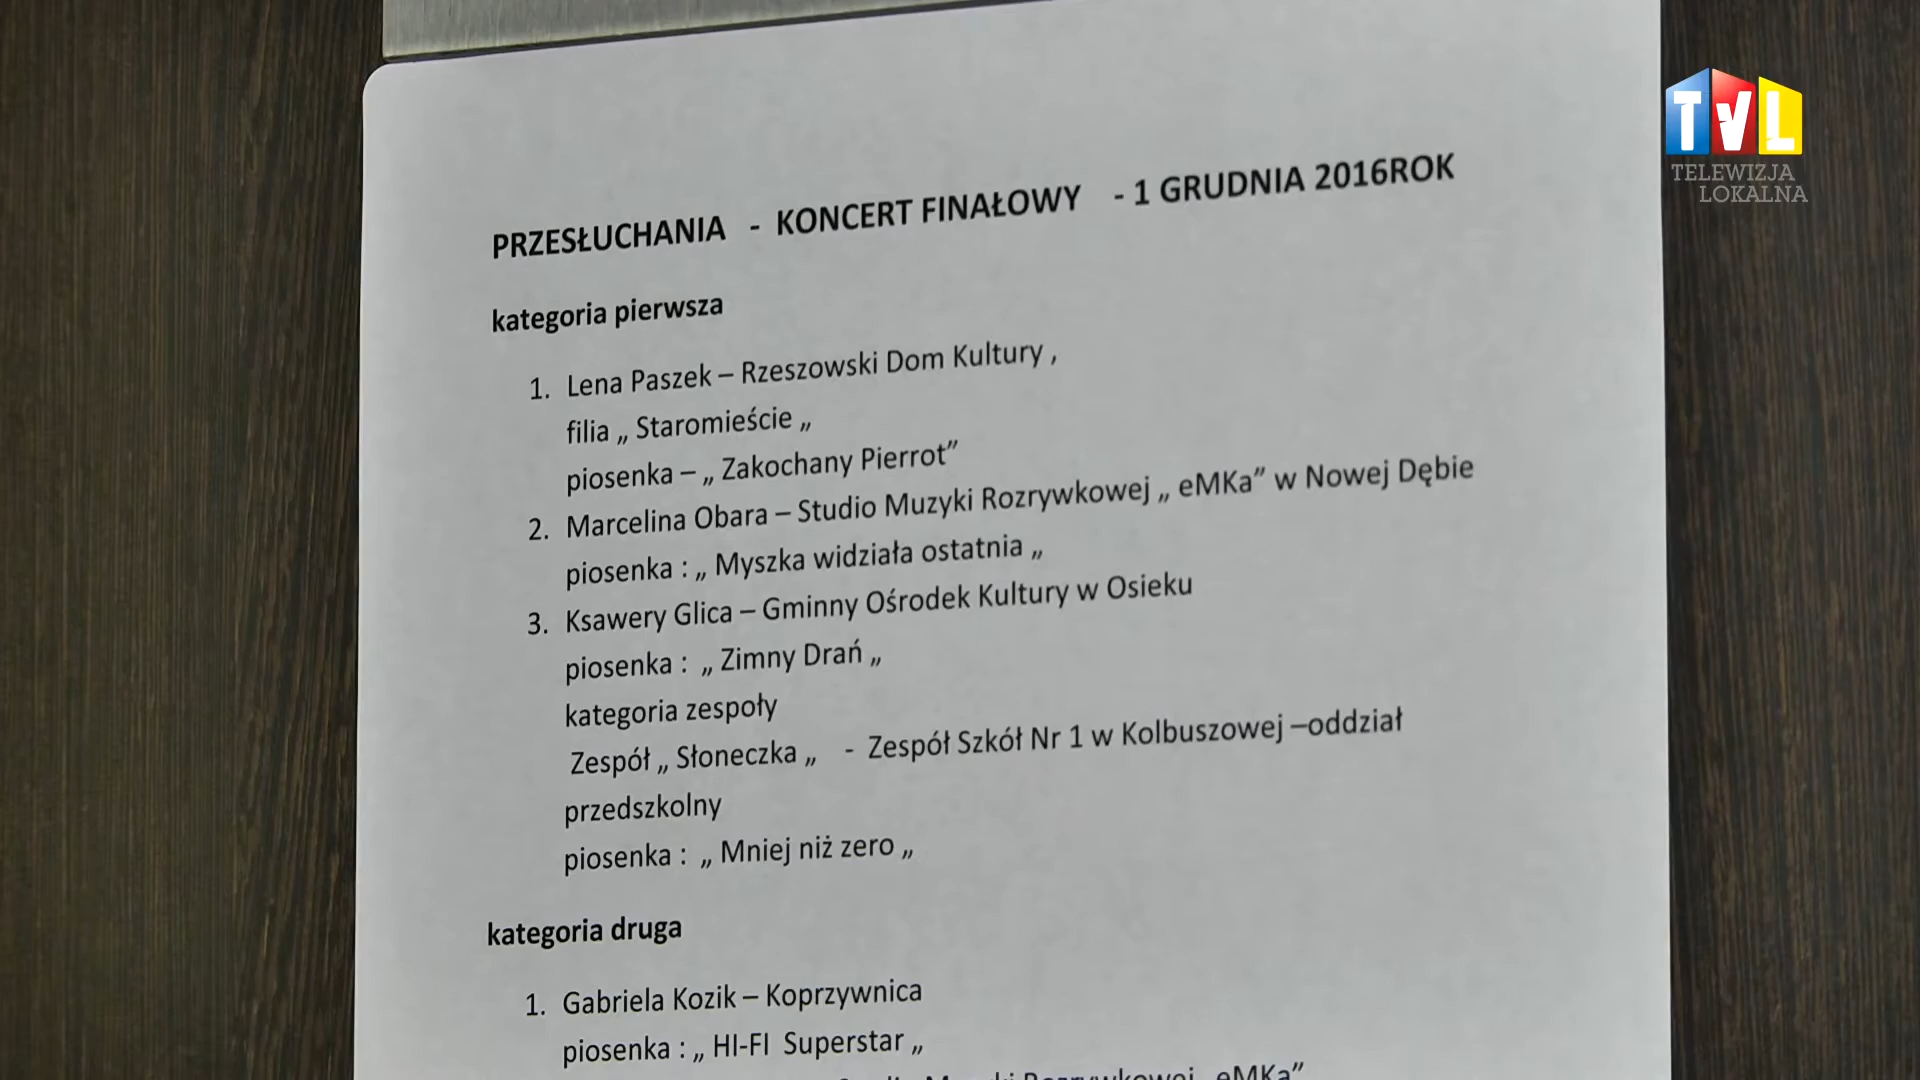 TVL
TELEWIZJA
LOKALNA
PRZESŁUCHANIA - KONCERT FINAŁOWY - 1 GRUDNIA 2016ROK
kategoria pierwsza
1. Lena Paszek – Rzeszowski Dom Kultury ,
filia „ Staromieście „
piosenka – „ Zakochany Pierrot”
2. Marcelina Obara – Studio Muzyki Rozrywkowej „ eMKa” w Nowej Dębie
piosenka : „ Myszka widziała ostatnia „
3. Ksawery Glica – Gminny Ośrodek Kultury w Osieku
piosenka : „ Zimny Drań „
kategoria zespoły
Zespół „ Słoneczka „ - Zespół Szkół Nr 1 w Kolbuszowej –oddział
przedszkolny
piosenka : „ Mniej niż zero „
kategoria druga
1. Gabriela Kozik – Koprzywnica
piosenka : „ HI-FI Superstar „
Rozrywkowej „ eMKa”